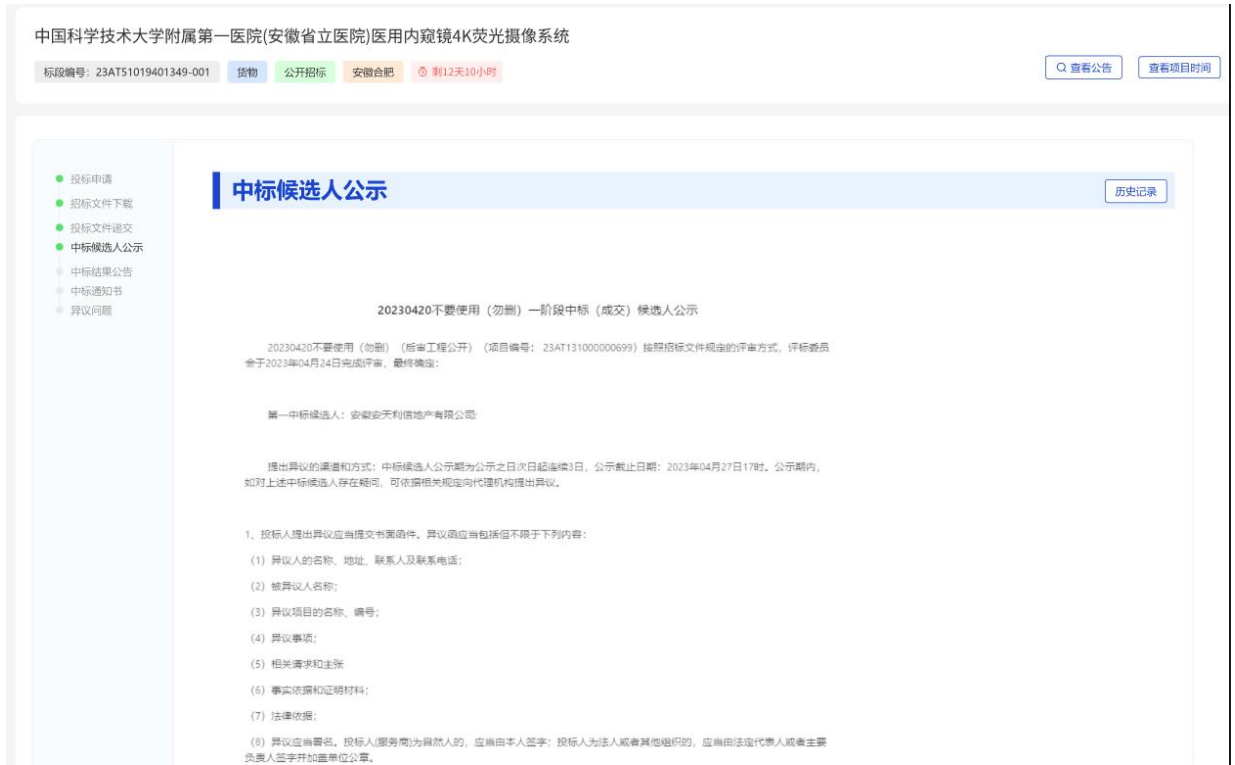 中国科学技术大学附属第一医院(安徽省立医院)医用内窥镜4K荧光摄像系统
标段编号：23AT51019401349-001 货物 公开招标 安徽合肥 剩12天10小时
查看公告 查看项目时间
投标申请
招标文件下载
投标文件递交
中标候选人公示
中标结果公告
中标通知书
异议问题
中标候选人公示 历史记录
20230420不要使用（勿删）一阶段中标（成交）候选人公示
20230420不要使用（勿删）（后审工程公开）（项目编号：23AT131000000699）按照招标文件规定的评审方式，评标委员
会于2023年04月24日完成评审，最终确定：
第一中标候选人：安徽安天利信地产有限公司;
提出异议的渠道和方式：中标候选人公示期为公示之日次日起连续3日，公示截止日期：2023年04月27日17时。公示期内，
如对上述中标候选人存在疑问，可依据相关规定向代理机构提出异议。
1、投标人提出异议应当提交书面函件。异议函应当包括但不限于下列内容：
(1) 异议人的名称、地址、联系人及联系电话；
(2) 被异议人名称；
(3) 异议项目的名称、编号；
(4) 异议事项；
(5) 相关请求和主张
(6) 事实依据和证明材料；
(7) 法律依据；
(8) 异议应当署名。投标人(服务商)为自然人的，应当由本人签字；投标人为法人或者其他组织的，应当由法定代表人或者主要
负责人签字并加盖单位公章。